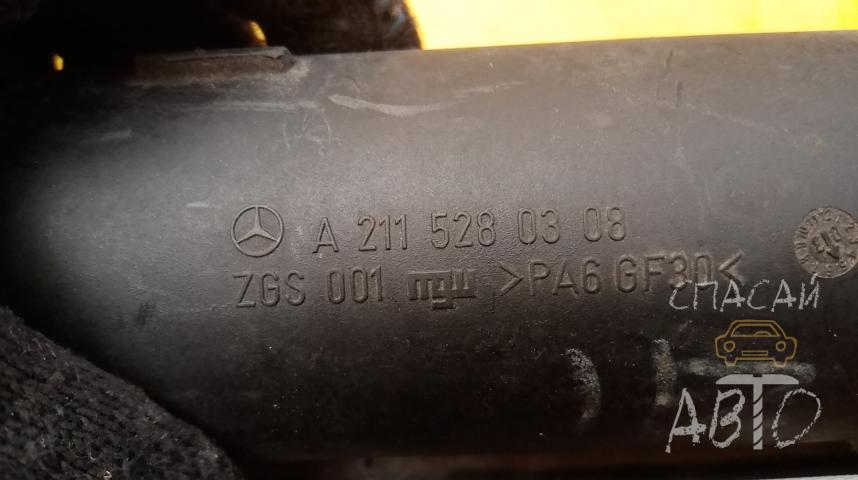 A 211 528 03 08
ZGS 001 >PA6 GF30<
СПАСАЙ
АВТО